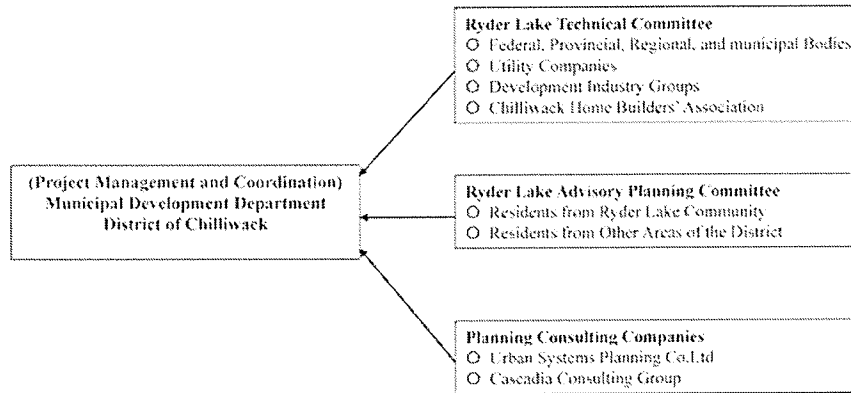 Ryder Lake Technical Committee
O Federal, Provincial, Regional, and municipal Bodies
O Utility Companies
O Development Industry Groups
O Chilliwack Home Builders' Association
(Project Management and Coordination)
Municipal Development Department
District of Chilliwack
Ryder Lake Advisory Planning Committee
O Residents from Ryder Lake Community
O Residents from Other Areas of the District
Planning Consulting Companies
O Urban Systems Planning Co.Ltd
O Cascadia Consulting Group